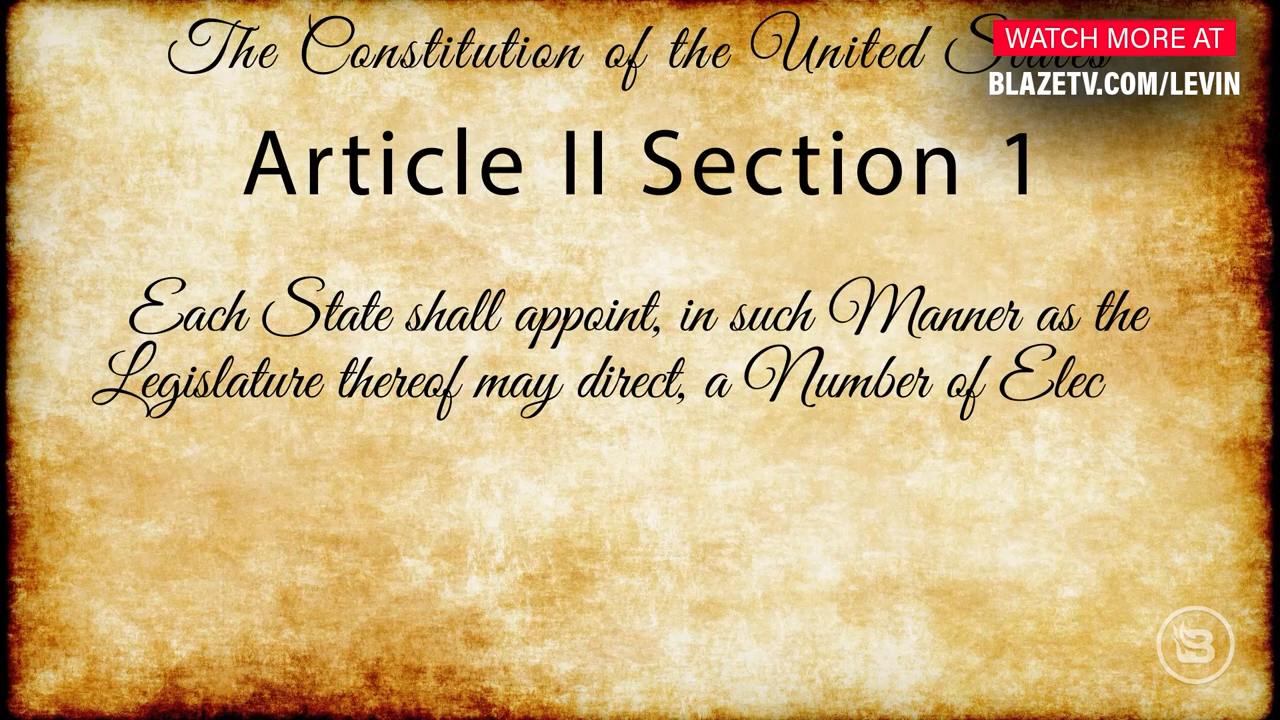 The Constitution of the United States
WATCH MORE AT
BLAZETV.COM/LEVIN
Article II Section 1
Each State shall appoint, in such Manner as the
Legislature thereof may direct, a Number of Elec
B